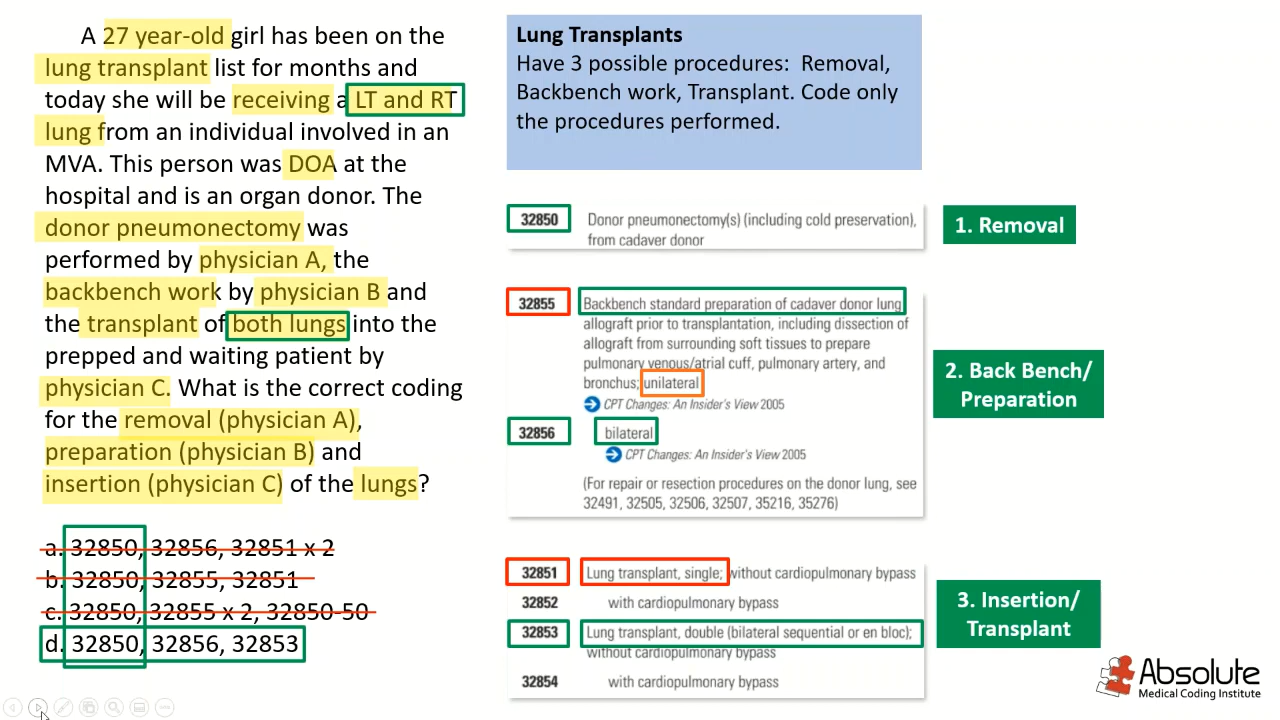 A 27 year-old girl has been on the
lung transplant list for months and
today she will be receiving a LT and RT
lung from an individual involved in an
MVA. This person was DOA at the
hospital and is an organ donor. The
donor pneumonectomy was
performed by physician A, the
backbench work by physician B and
the transplant of both lungs into the
prepped and waiting patient by
physician C. What is the correct coding
for the removal (physician A),
preparation (physician B) and
insertion (physician C) of the lungs?
a. 32850, 32856, 32851 x 2
b. 32850, 32855, 32851
c. 32850, 32855 x 2, 32850-50
d. 32850, 32856, 32853
Lung Transplants
Have 3 possible procedures: Removal,
Backbench work, Transplant. Code only
the procedures performed.
32850 Donor pneumonectomy(s) (including cold preservation),
from cadaver donor
1. Removal
32855 Backbench standard preparation of cadaver donor lung
allograft prior to transplantation, including dissection of
allograft from surrounding soft tissues to prepare
pulmonary venous/atrial cuff, pulmonary artery, and
bronchus; unilateral
CPT Changes: An Insider's View 2005
32856 bilateral
CPT Changes: An Insider's View 2005
(For repair or resection procedures on the donor lung, see
32491, 32505, 32506, 32507, 35216, 35276)
2. Back Bench/
Preparation
32851 Lung transplant, single; without cardiopulmonary bypass
32852 with cardiopulmonary bypass
32853 Lung transplant, double (bilateral sequential or en bloc);
without cardiopulmonary bypass
32854 with cardiopulmonary bypass
3. Insertion/
Transplant
Absolute
Medical Coding Institute